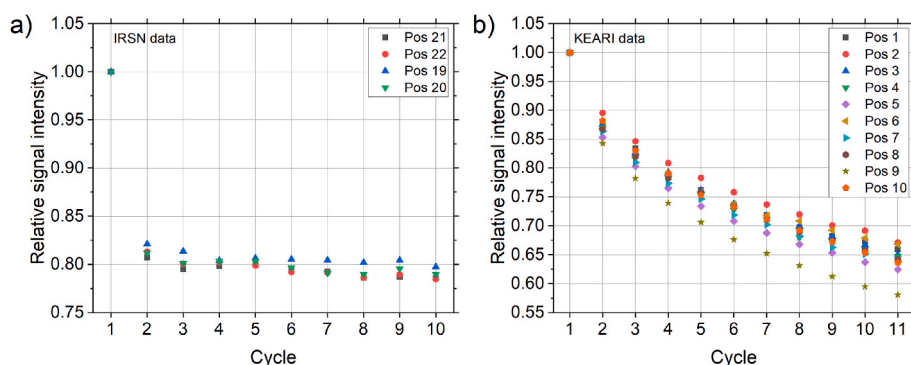 a)
IRSN data
Pos 21
Pos 22
Pos 19
Pos 20
1.05
1.00
0.95
0.90
0.85
0.80
0.75
Relative signal intensity
1 2 3 4 5 6 7 8 9 10
Cycle
b)
KEARI data
Pos 1
Pos 2
Pos 3
Pos 4
Pos 5
Pos 6
Pos 7
Pos 8
Pos 9
Pos 10
1.05
1.00
0.90
0.85
0.80
0.75
0.70
0.65
0.60
0.55
Relative signal intensity
1 2 3 4 5 6 7 8 9 10 11
Cycle